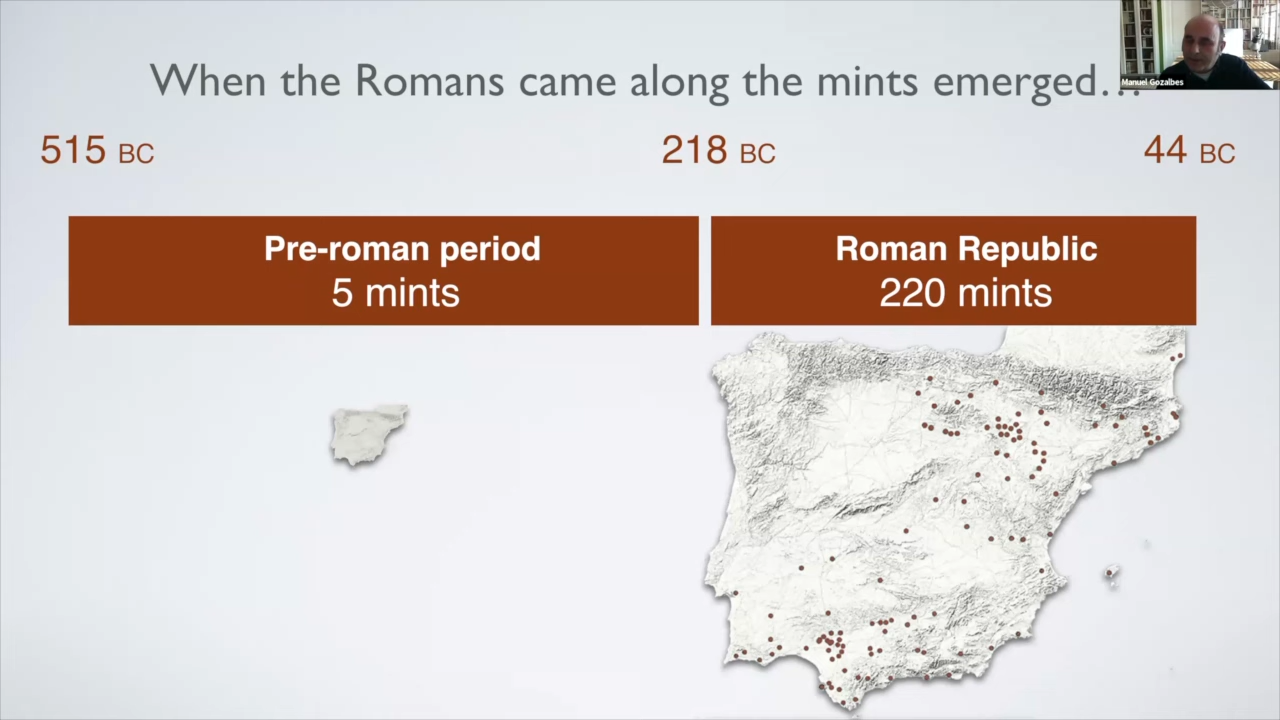 When the Romans came along the mints emerged…
Manuel Gozalbes
515 BC
218 BC
44 BC
Pre-roman period
5 mints
Roman Republic
220 mints